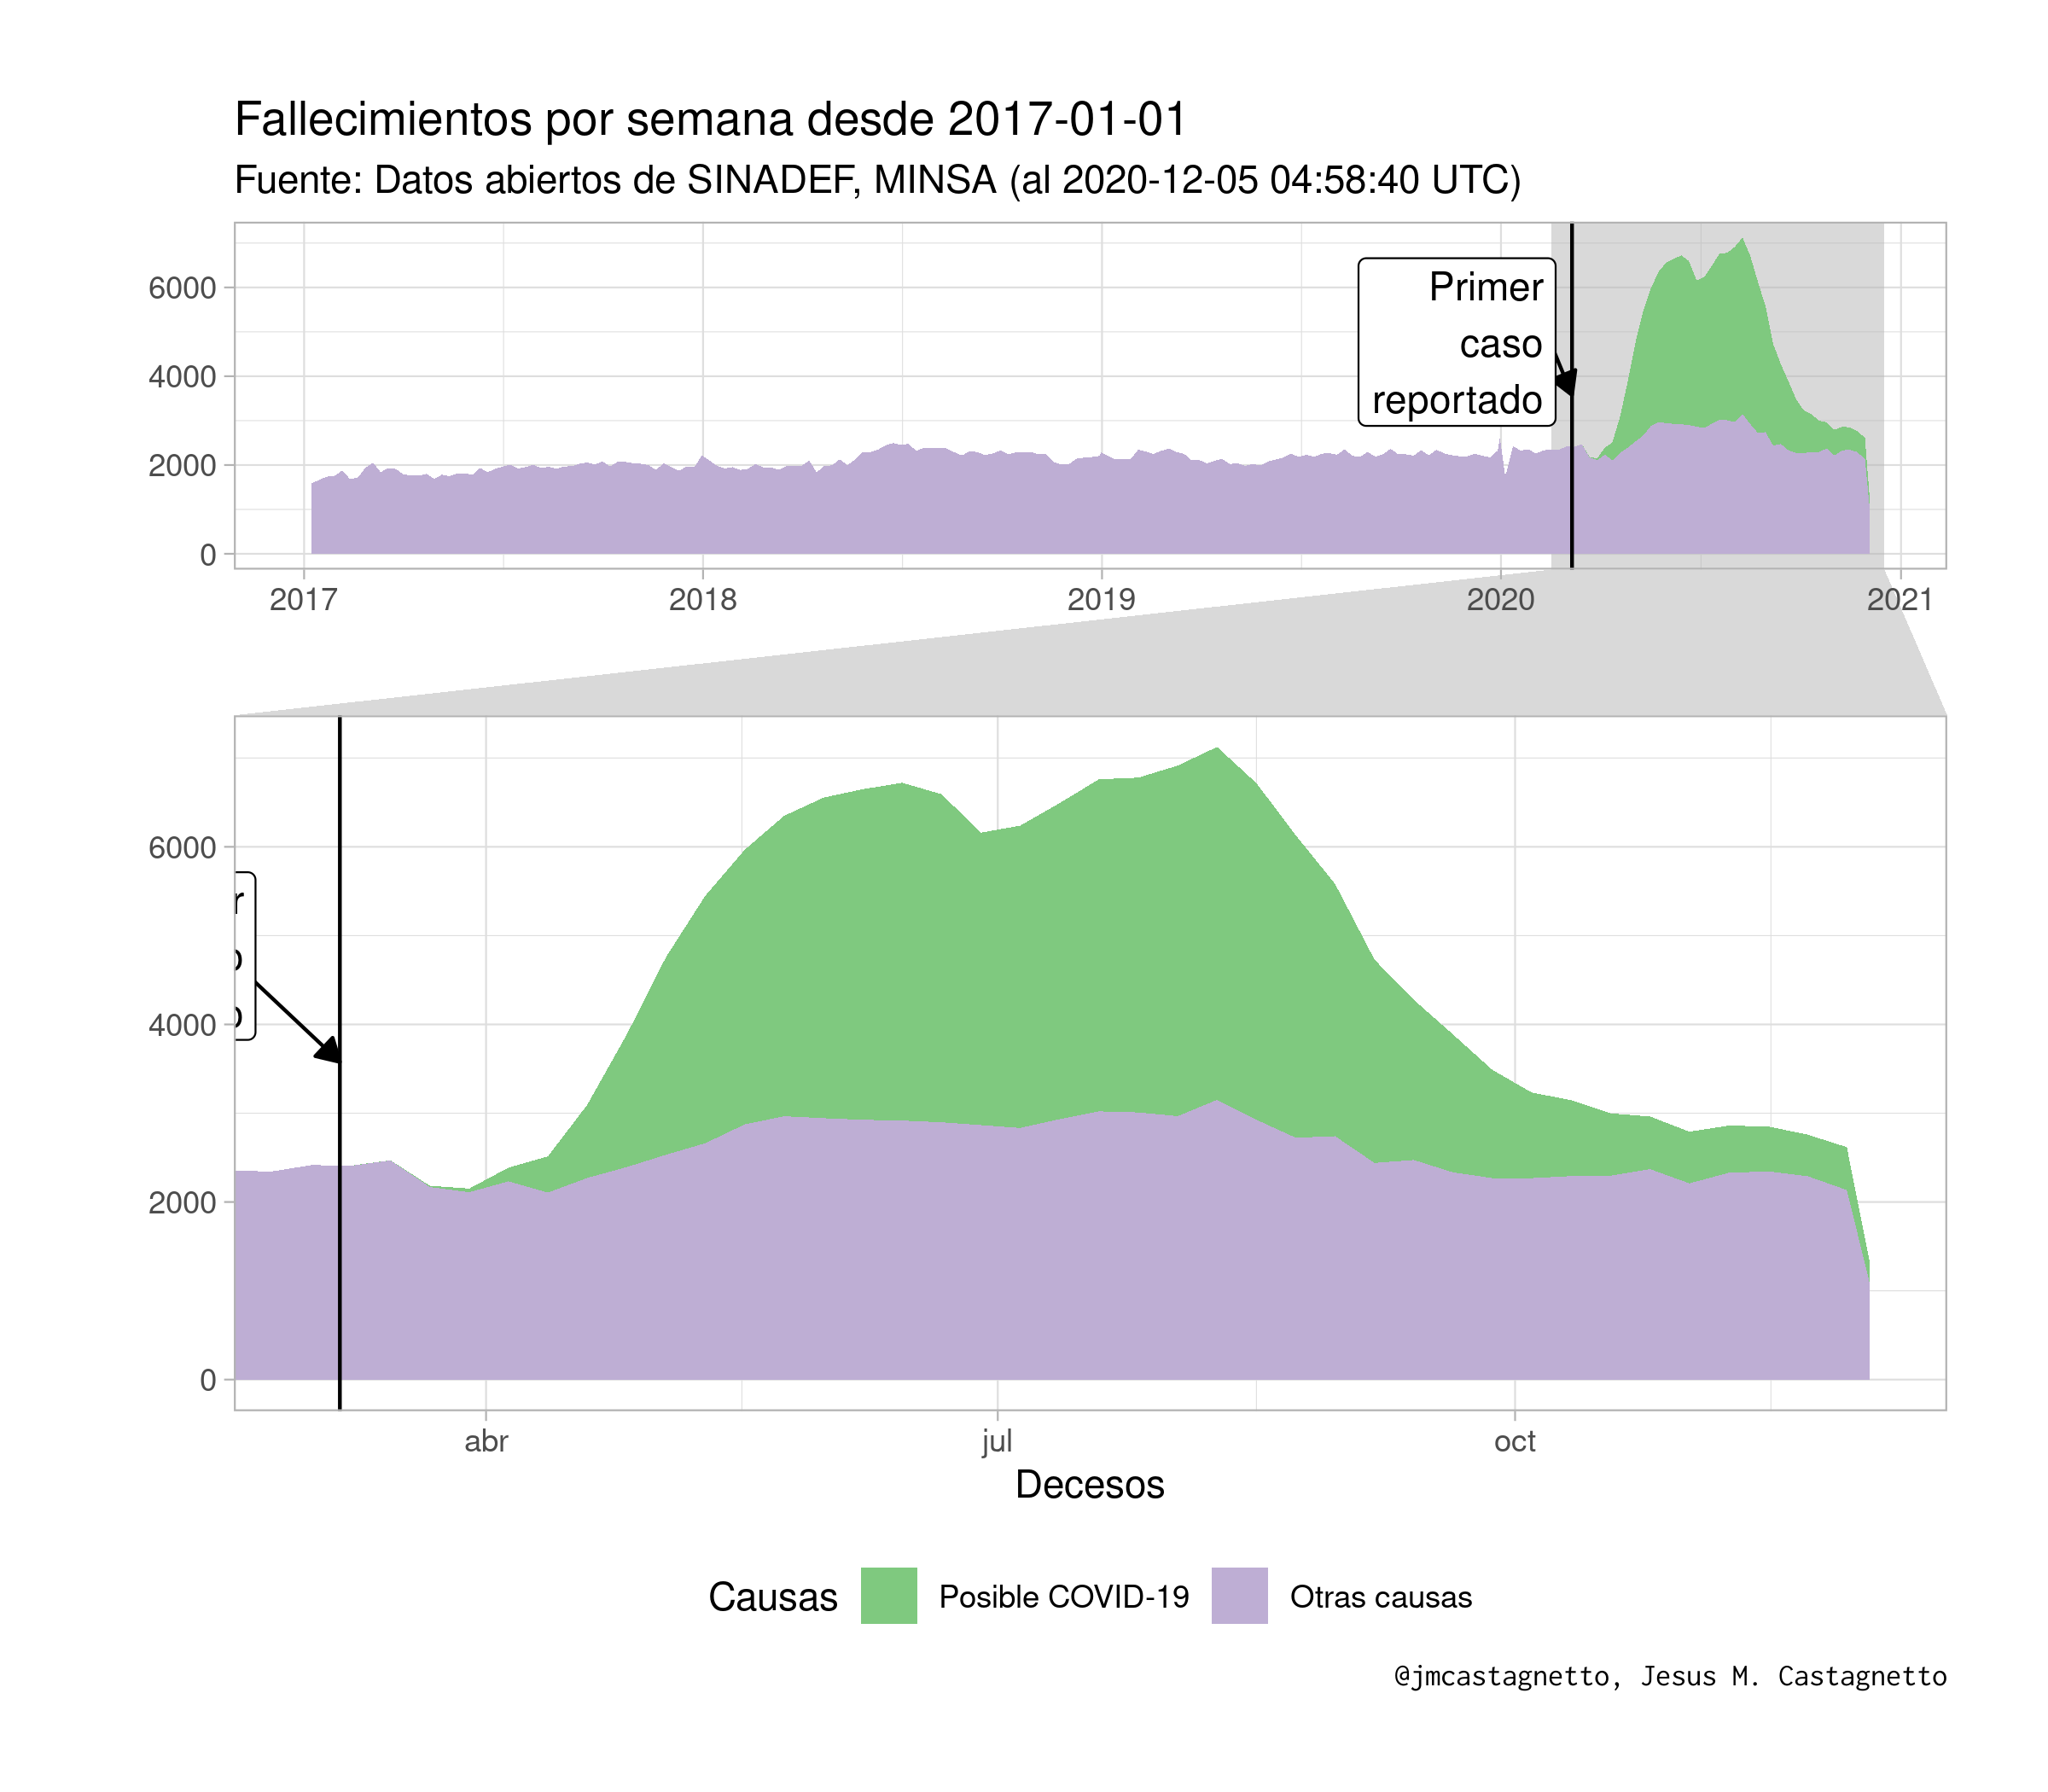 Fallecimientos por semana desde 2017-01-01
Fuente: Datos abiertos de SINADEF, MINSA (al 2020-12-05 04:58:40 UTC)
6000
4000
2000
0
Primer
caso
reportado
2017
2018
2019
2020
2021
6000
4000
2000
0
r
o
o
abr
jul
oct
Decesos
Causas
Posible COVID-19
Otras causas
@jmcastagnetto, Jesus M. Castagnetto